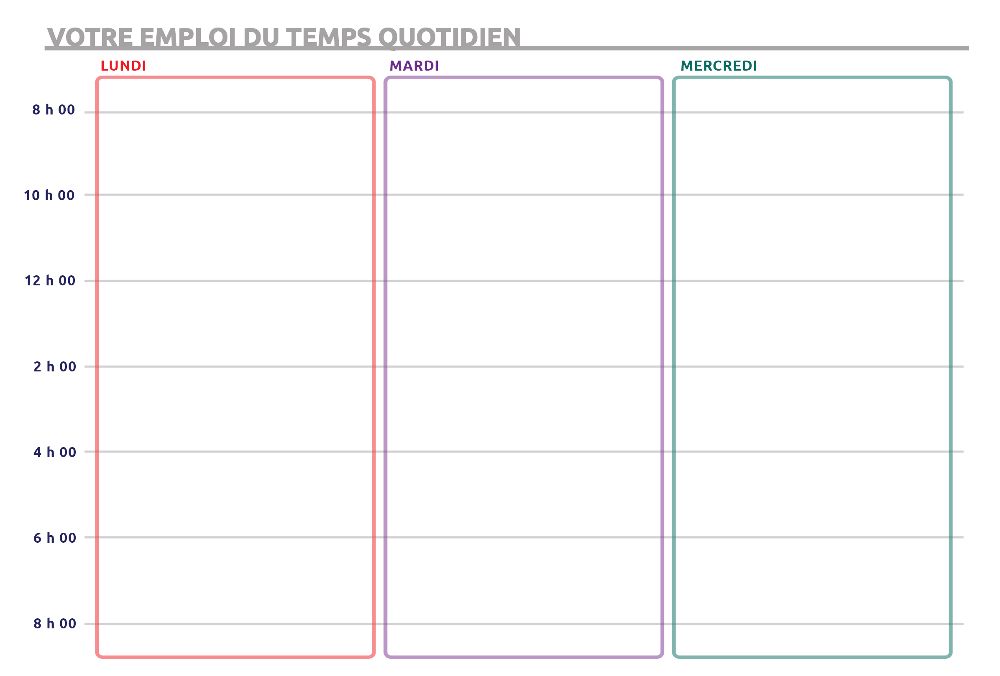 VOTRE EMPLOI DU TEMPS QUOTIDIEN
LUNDI MARDI MERCREDI
8 h 00
10 h 00
12 h 00
2 h 00
4 h 00
6 h 00
8 h 00